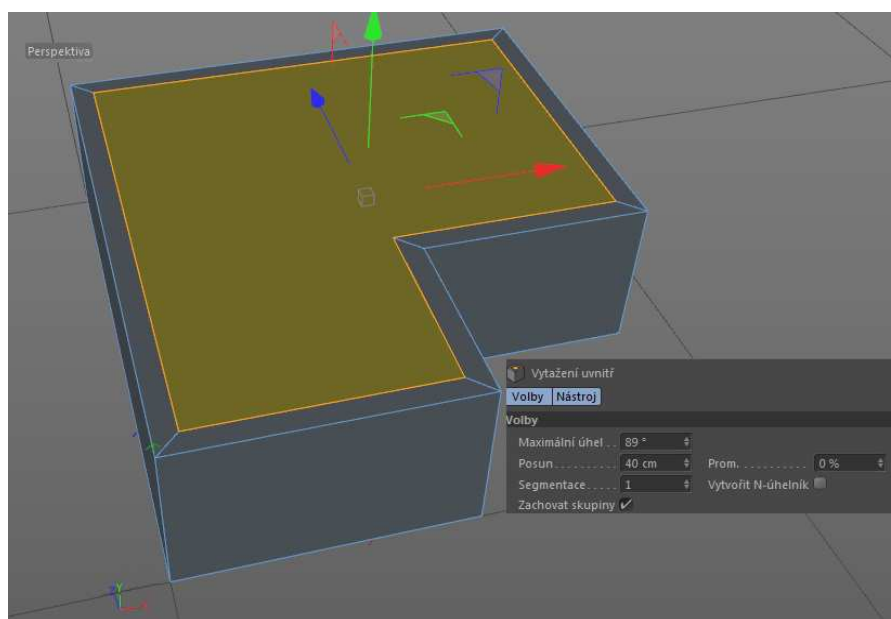 Perspektiva
Vytažení uvnitř
Volby Nástroj
Volby
Maximální úhel . . 89 °
Posun . . . . . . . . . 40 cm Prom. . . . . . . . . . . 0 %
Segmentace . . . . . 1 Vytvořit N-úhelník
Zachovat skupiny
Z Y X